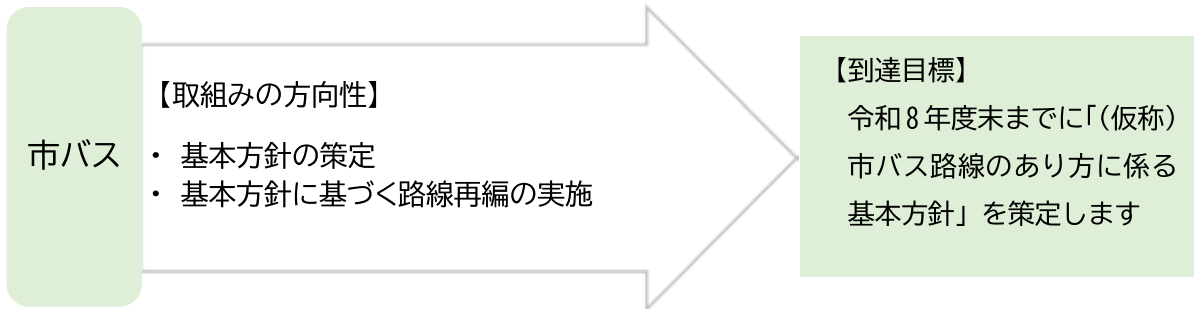 市バス
【取組みの方向性】
・ 基本方針の策定
・ 基本方針に基づく路線再編の実施
【到達目標】
令和８年度末までに「（仮称）
市バス路線のあり方に係る
基本方針」を策定します